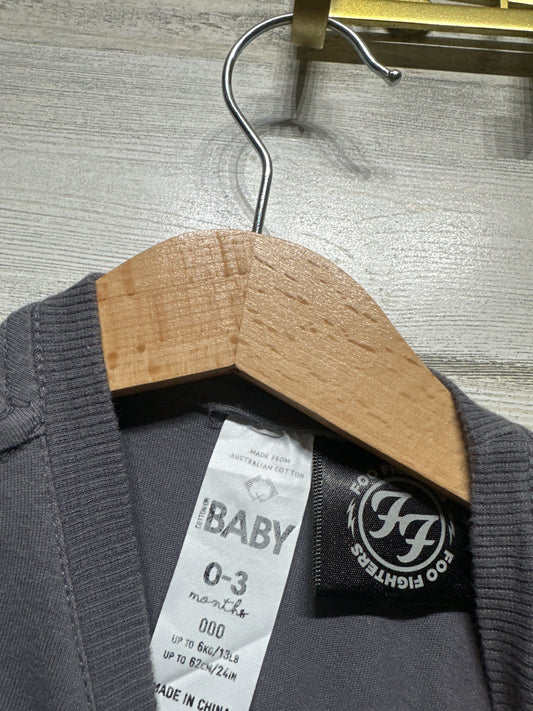 MADE FROM
AUSTRALIAN COTTON
COTTON:ON
BABY
0-3
months
000
UP TO 6KG/13LB
UP TO 62CM/24IN
MADE IN CHINA
FOO FIGHTERS
FF
FOO FIGHTERS